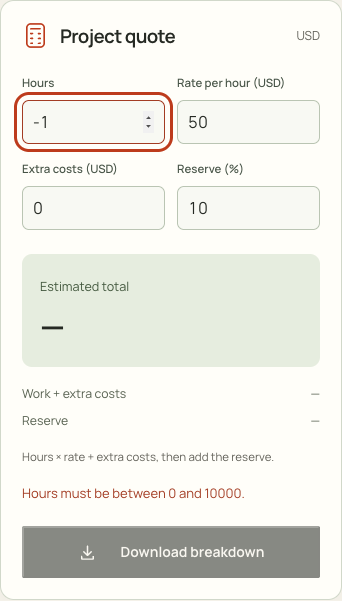 Project quote
USD
Hours
Rate per hour (USD)
-1
50
Extra costs (USD)
Reserve (%)
0
10
Estimated total
—
Work + extra costs –
Reserve –
Hours × rate + extra costs, then add the reserve.
Hours must be between 0 and 10000.
Download breakdown